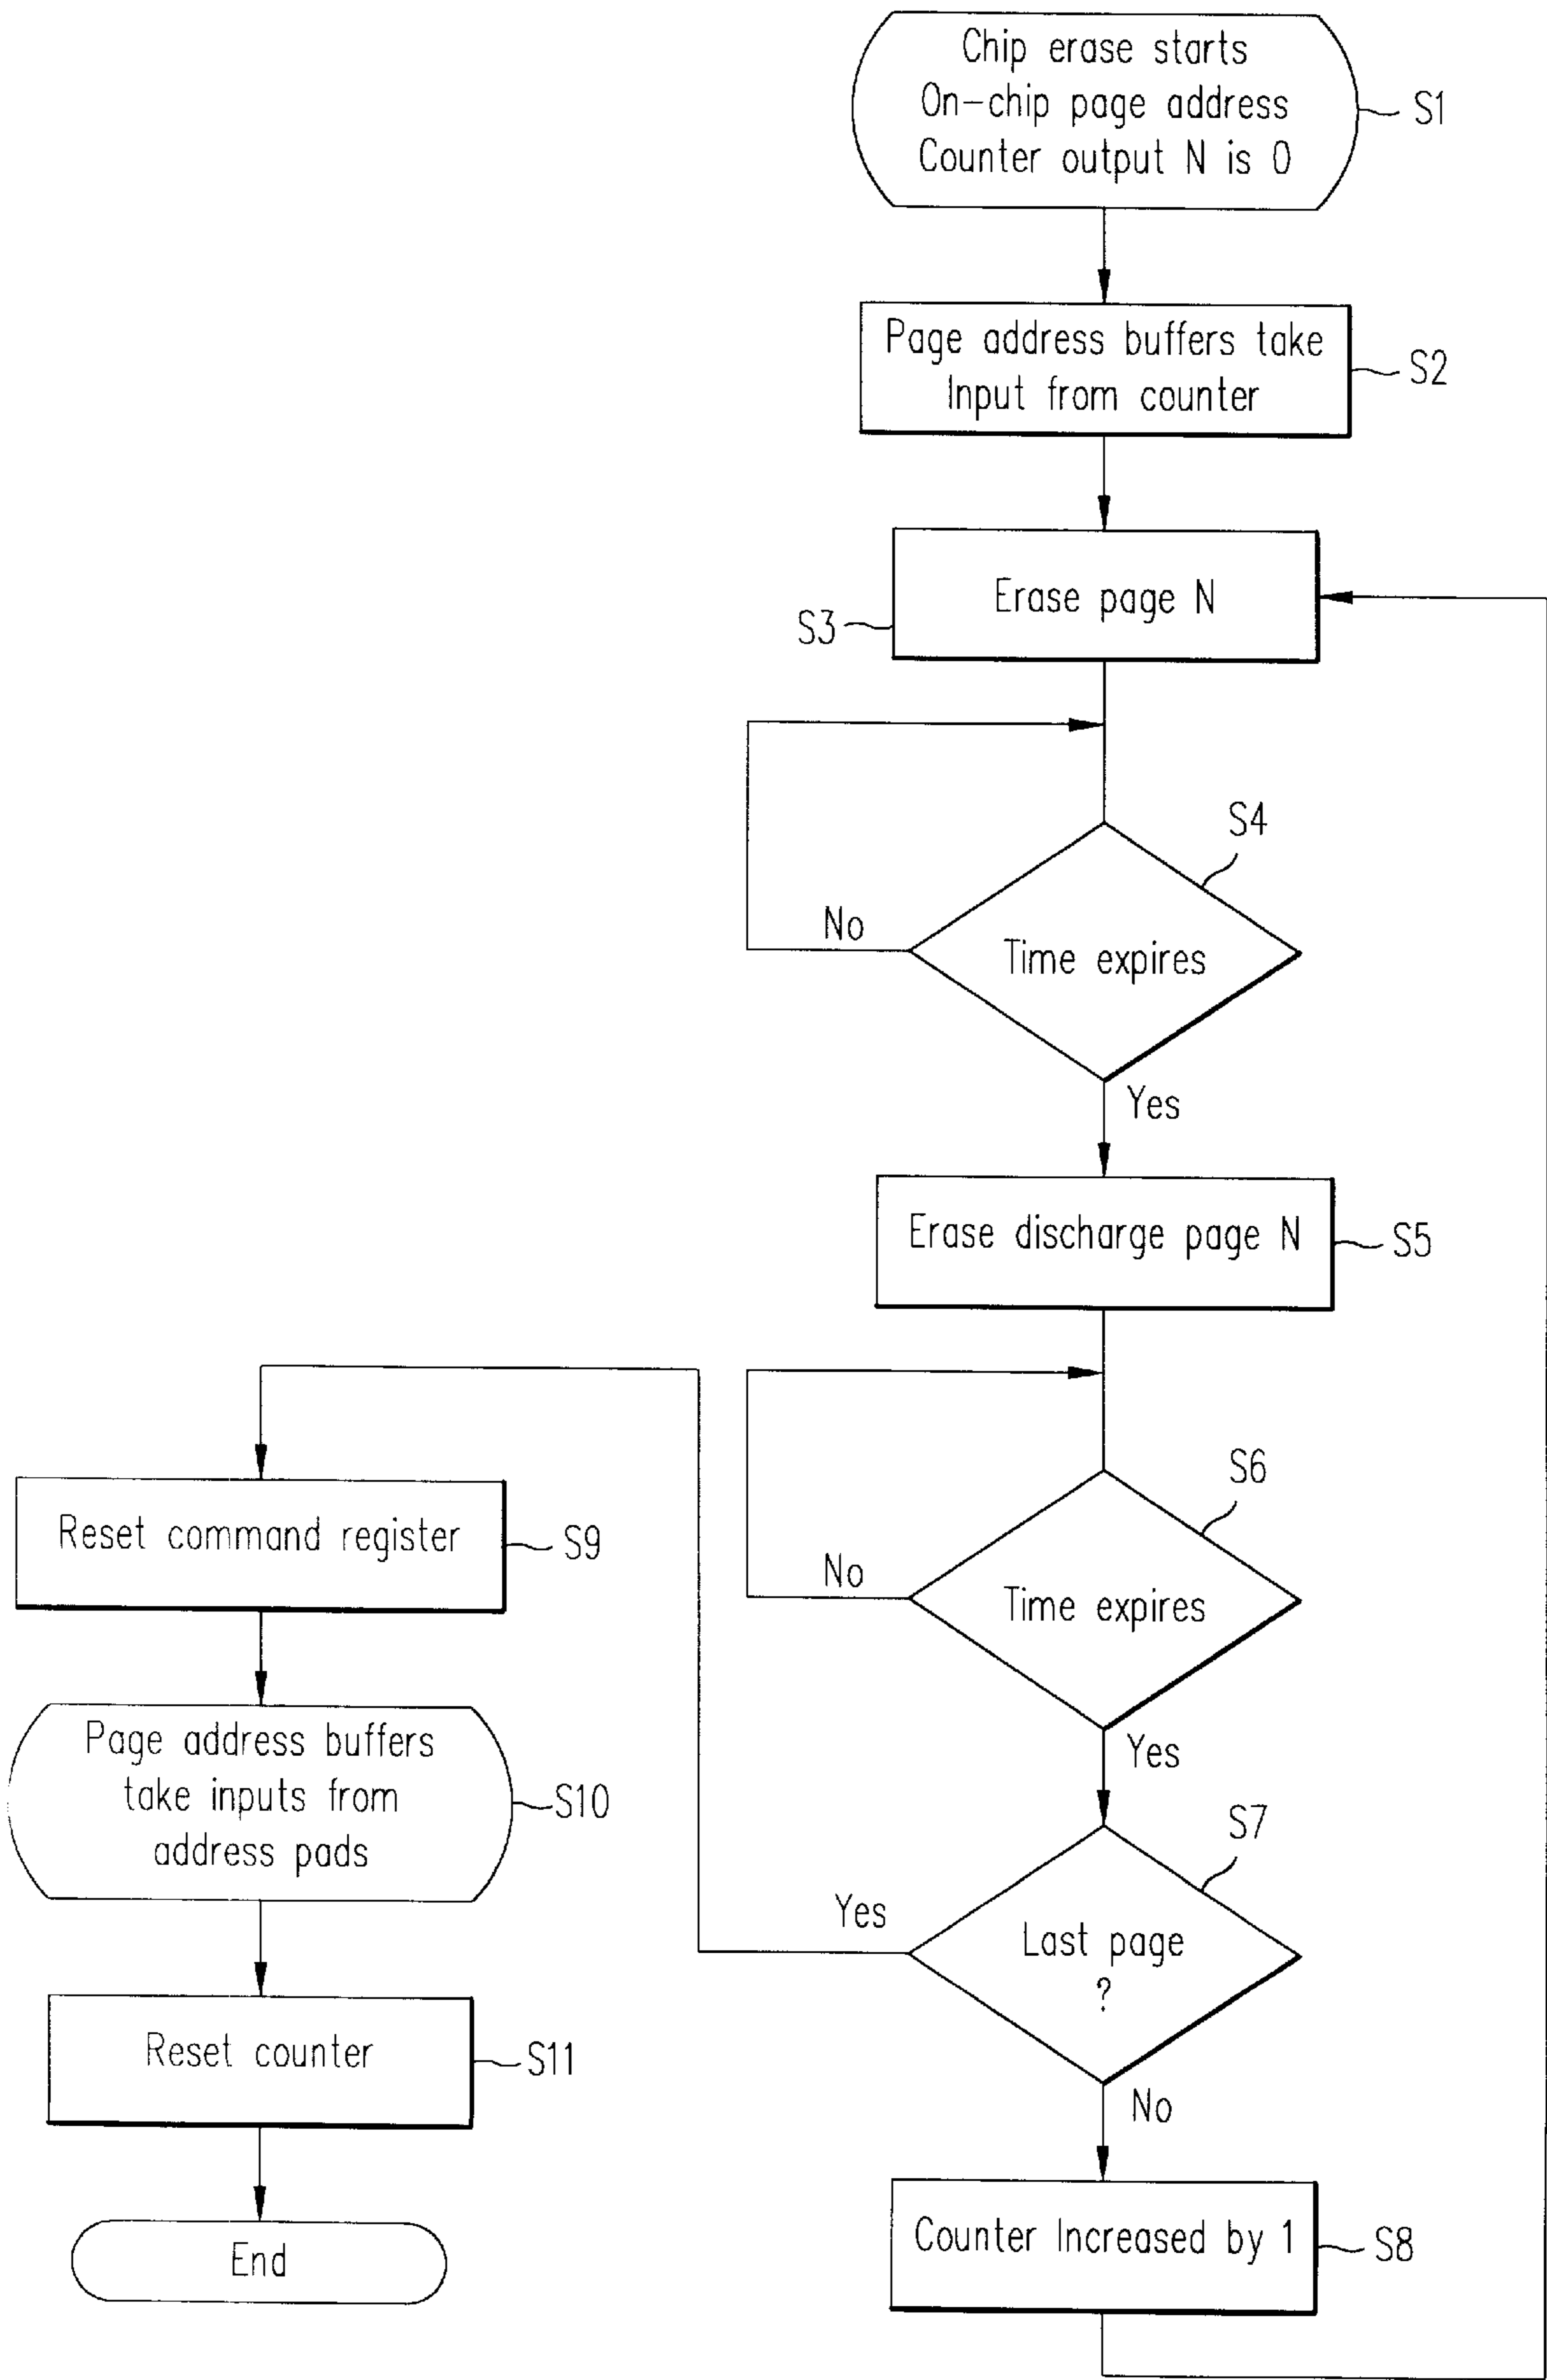 Chip erase starts
On-chip page address
Counter output N is 0
S1
Page address buffers take
Input from counter
S2
Erase page N
S3
S4
No
Time expires
Yes
Erase discharge page N
S5
S6
No
Time expires
Yes
S7
Yes
Last page
?
No
Counter Increased by 1
S8
Reset command register
S9
Page address buffers
take inputs from
address pads
S10
Reset counter
S11
End